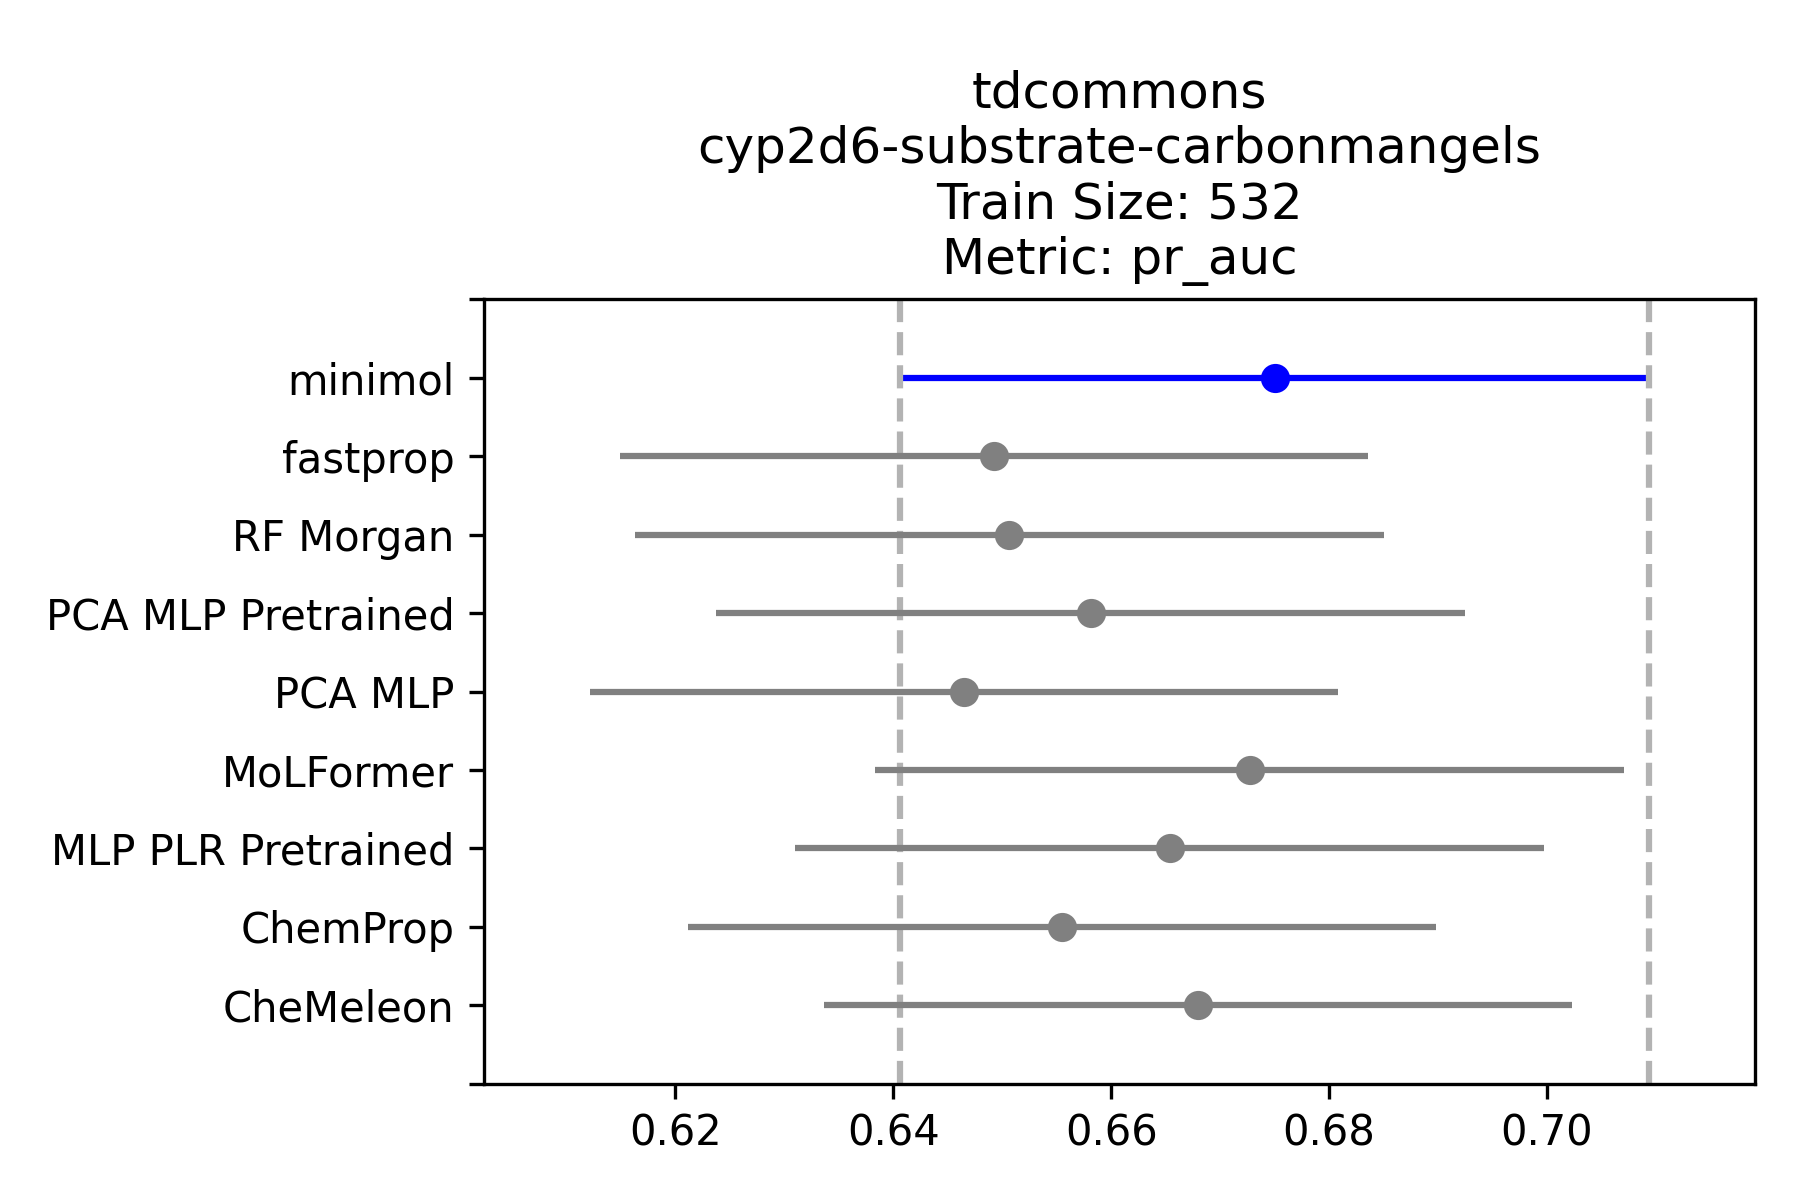 tdcommons
cyp2d6-substrate-carbonmangels
Train Size: 532
Metric: pr_auc
minimol
fastprop
RF Morgan
PCA MLP Pretrained
PCA MLP
MoLFormer
MLP PLR Pretrained
ChemProp
CheMeleon
0.62 0.64 0.66 0.68 0.70